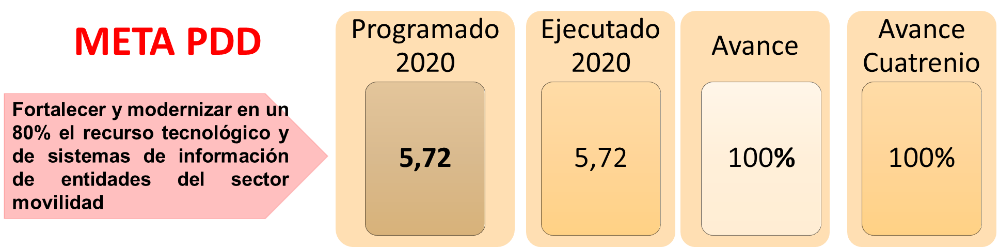 META PDD
Fortalecer y modernizar en un
80% el recurso tecnológico y
de sistemas de información
de entidades del sector
movilidad
Programado
2020
5,72
Ejecutado
2020
5,72
Avance
100%
Avance
Cuatrenio
100%